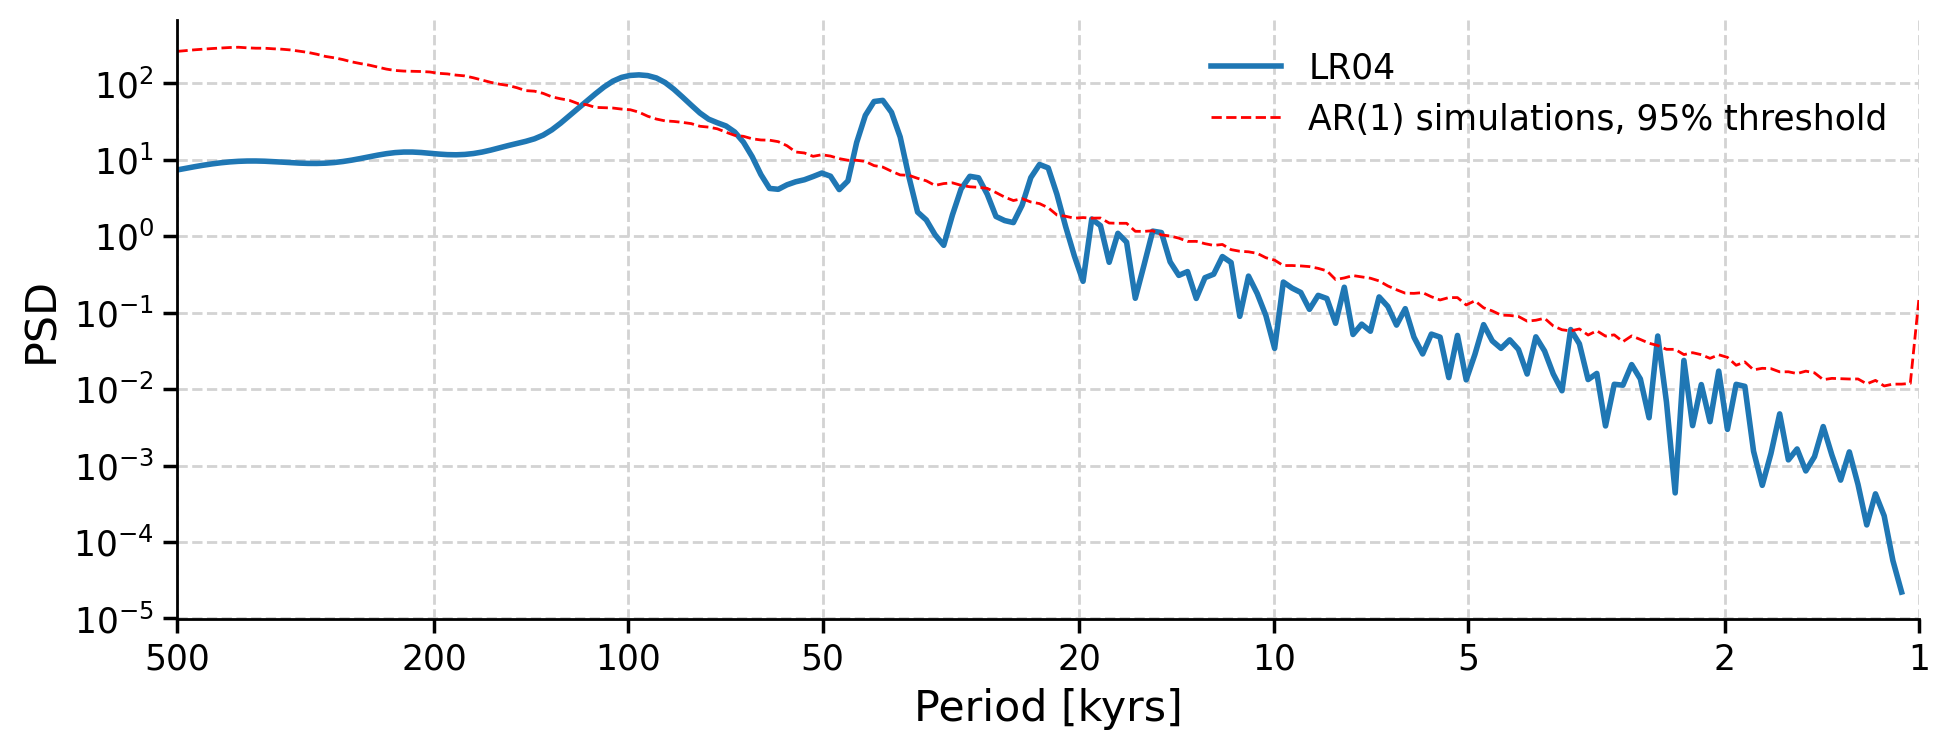 LR04
AR(1) simulations, 95% threshold
PSD
10²
10¹
10⁰
10⁻¹
10⁻²
10⁻³
10⁻⁴
10⁻⁵
500 200 100 50 20 10 5 2 1
Period [kyrs]